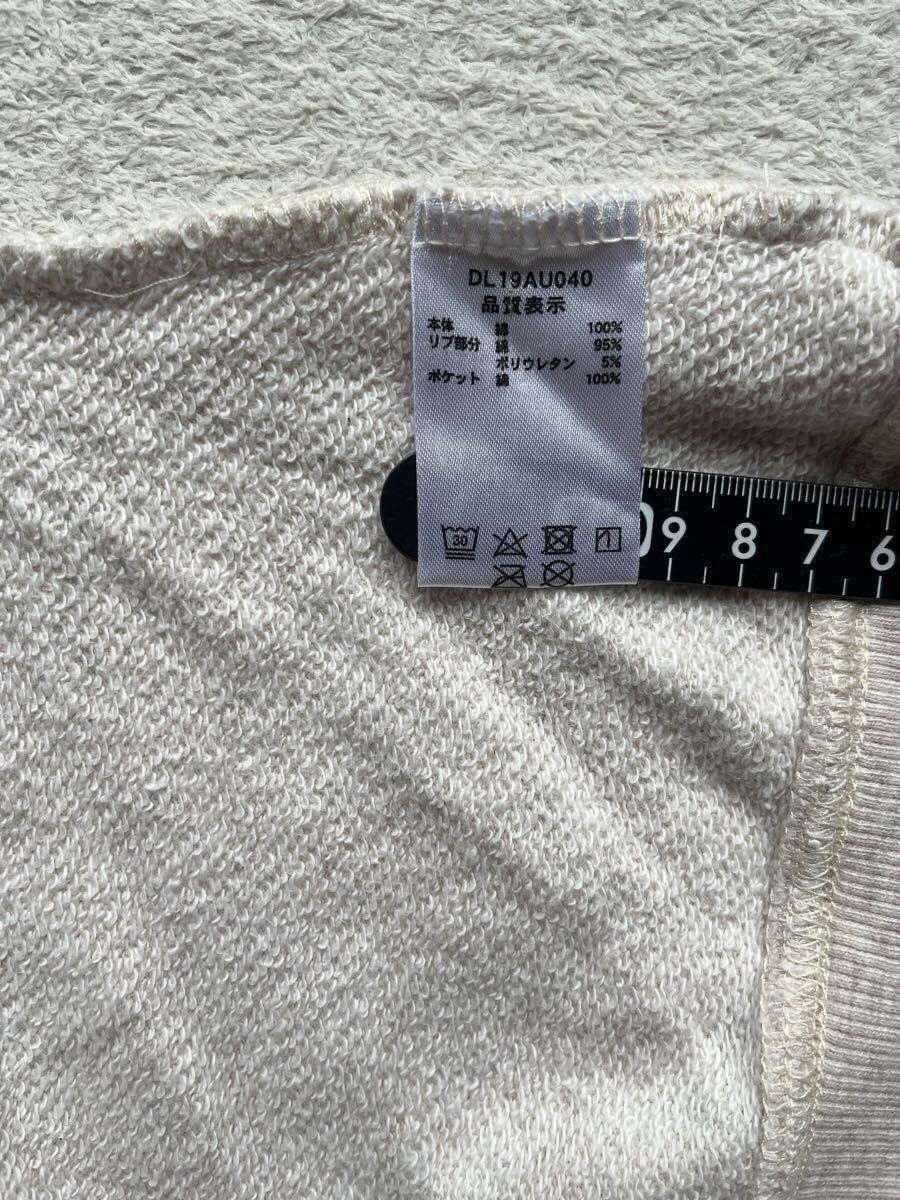 DL19AU040
品質表示
本体 綿 100%
リブ部分 綿 95%
ポリウレタン 5%
ポケット 綿 100%
30
9 8 7 6